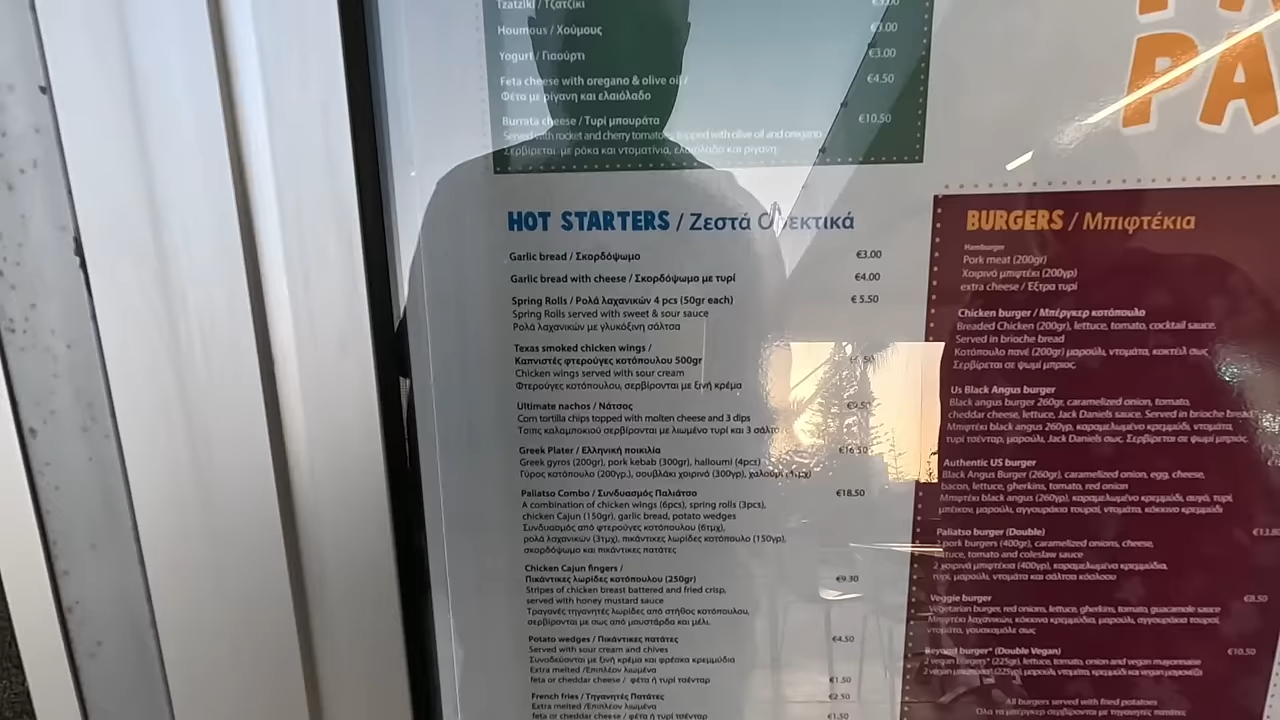 Tzatziki / Τζατζίκι
Houmous / Χούμους €3.00
Yogurt / Γιαούρτι €3.00
Feta cheese with oregano & olive oil /
Φέτα με ρίγανη και ελαιόλαδο €4.50
Burrata cheese / Τυρί μπουράτα €10.50
Served with rocket and cherry tomatoes topped with olive oil and oregano
Σερβίρεται με ρόκα και ντοματίνια, ελαιόλαδο και ρίγανη
HOT STARTERS / Ζεστά Ορεκτικά
Garlic bread / Σκορδόψωμο €3.00
Garlic bread with cheese / Σκορδόψωμο με τυρί €4.00
Spring Rolls / Ρολά λαχανικών 4 pcs (50gr each) € 5.50
Spring Rolls served with sweet & sour sauce
Ρολά λαχανικών με γλυκόξινη σάλτσα
Texas smoked chicken wings /
Καπνιστές φτερούγες κοτόπουλου 500gr
Chicken wings served with sour cream
Φτερούγες κοτόπουλου, σερβίρονται με ξινή κρέμα
Ultimate nachos / Νάτσος €9.50
Corn tortilla chips topped with molten cheese and 3 dips
Τσιπς καλαμποκιού σερβίρονται με λιωμένο τυρί και 3
Greek Plater / Ελληνική ποικιλία €16.50
Greek gyros (200gr), pork kebab (300gr), halloumi (4pcs)
Γύρος κοτόπουλο (200γρ.), σουβλάκι χοιρινό (300γρ), χαλούμι
Paliatso Combo / Συνδυασμός Παλιάτσο €18.50
A combination of chicken wings (6pcs), spring rolls (3pcs),
chicken Cajun (150gr), garlic bread, potato wedges
Συνδυασμός από φτερούγες κοτόπουλου (6τμχ),
ρολά λαχανικών (3τμχ), πικάντικες λωρίδες κοτόπουλο (150γρ),
σκορδόψωμο και πικάντικες πατάτες
Chicken Cajun fingers /
Πικάντικες λωρίδες κοτόπουλου (250gr) €9.30
Stripes of chicken breast battered and fried crisp,
served with honey mustard sauce
Τραγανές τηγανητές λωρίδες από στήθος κοτόπουλου,
σερβίρονται με σως από μουστάρδα και μέλι.
Potato wedges / Πικάντικες πατάτες €4.50
Served with sour cream and chives
Συνοδεύονται με ξινή κρέμα και φρέσκα κρεμμύδια
Extra melted /Επιπλέον λιωμένα
feta or cheddar cheese / φέτα ή τυρί τσένταρ €1.50
French fries / Τηγανητές Πατάτες €2.50
Extra melted /Επιπλέον λιωμένα
feta or cheddar cheese / φέτα ή τυρί τσένταρ €1.50
PA
BURGERS / Μπιφτέκια
Hamburger
Pork meat (200gr)
Χοιρινό μπιφτέκι (200γρ)
extra cheese / Εξτρα τυρί
Chicken burger / Μπέργκερ κοτόπουλο
Breaded Chicken (200gr), lettuce, tomato, cocktail sauce.
Served in brioche bread
Κοτόπουλο πανέ (200γρ) μαρούλι, ντομάτα, κοκτέιλ σως
Σερβίρεται σε ψωμί μπριος.
Us Black Angus burger
Black angus burger 260gr, caramelized onion, tomato,
cheddar cheese, lettuce, Jack Daniels sauce. Served in brioche bread
Μπιφτέκι black angus 260γρ, καραμελωμένο κρεμμύδι, ντομάτα,
τυρί τσένταρ, μαρούλι, Jack Daniels σως. Σερβίρεται σε ψωμί μπριός.
Authentic US burger
Black Angus Burger (260gr), caramelized onion, egg, cheese,
bacon, lettuce, gherkins, tomato, red onion
Μπιφτέκι black angus (260γρ), καραμελωμένο κρεμμύδι, αυγό, τυρί,
μπέικον, μαρούλι, αγγουράκια τουρσί, ντομάτα, κόκκινο κρεμμύδι
Paliatso burger (Double)
2 pork burgers (400gr), caramelized onions, cheese,
lettuce, tomato and coleslaw sauce
2 χοιρινά μπιφτέκια (400γρ), καραμελωμένα κρεμμύδια,
τυρί, μαρούλι, ντομάτα και σάλτσα κόολσλου
Veggie burger €8.50
Vegetarian burger, red onions, lettuce, gherkins, tomato, guacamole sauce
Μπιφτέκι λαχανικών, κόκκινα κρεμμύδια, μαρούλι, αγγουράκια τουρσί,
ντομάτα, γουακαμόλε σως
Beyond burger* (Double Vegan) €10.50
2 vegan burgers* (225gr), lettuce, tomato, onion and vegan mayonnaise
2 vegan μπιφτέκια* (225γρ), μαρούλι, ντομάτα, κρεμμύδι και vegan μαγιονέζα
All burgers served with fried potatoes
Όλα τα μπέργκερ σερβίρονται με τηγανητές πατάτες